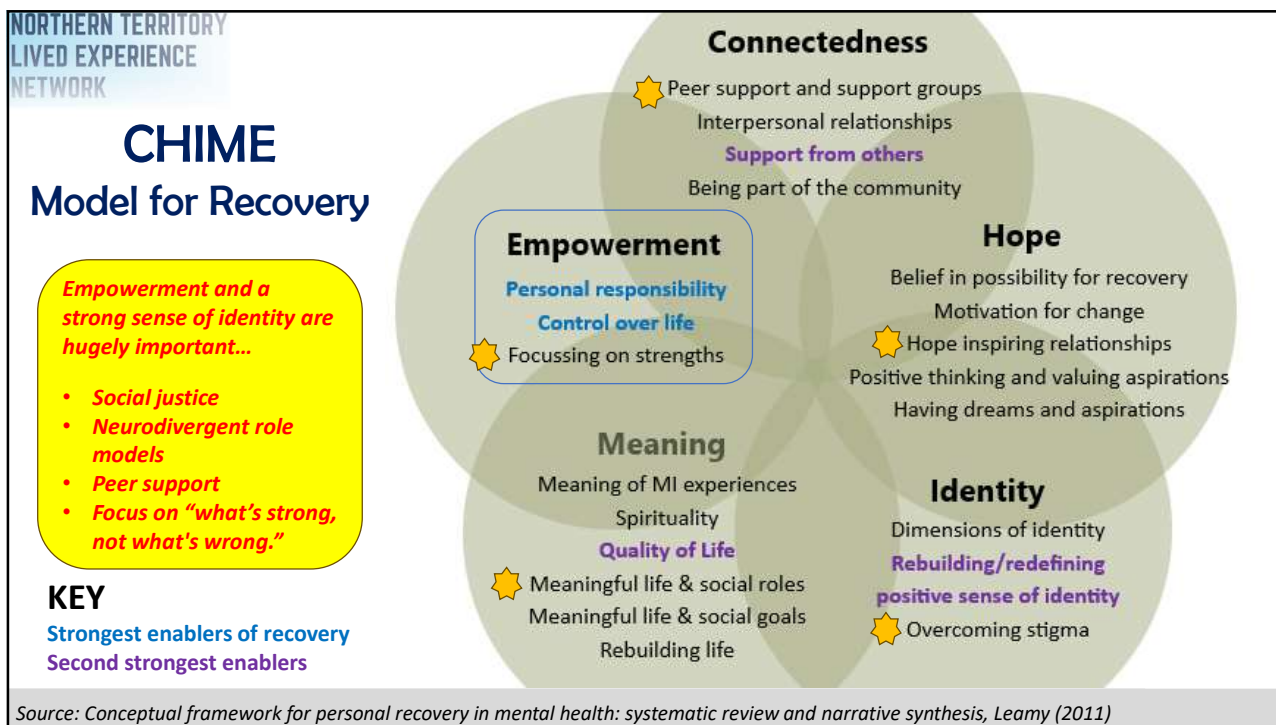 NORTHERN TERRITORY
LIVED EXPERIENCE
NETWORK
CHIME
Model for Recovery
Empowerment and a
strong sense of identity are
hugely important…
• Social justice
• Neurodivergent role
models
• Peer support
• Focus on “what’s strong,
not what's wrong.”
KEY
Strongest enablers of recovery
Second strongest enablers
Connectedness
Peer support and support groups
Interpersonal relationships
Support from others
Being part of the community
Empowerment
Personal responsibility
Control over life
Focussing on strengths
Hope
Belief in possibility for recovery
Motivation for change
Hope inspiring relationships
Positive thinking and valuing aspirations
Having dreams and aspirations
Meaning
Meaning of MI experiences
Spirituality
Quality of Life
Meaningful life & social roles
Meaningful life & social goals
Rebuilding life
Identity
Dimensions of identity
Rebuilding/redefining
positive sense of identity
Overcoming stigma
Source: Conceptual framework for personal recovery in mental health: systematic review and narrative synthesis, Leamy (2011)